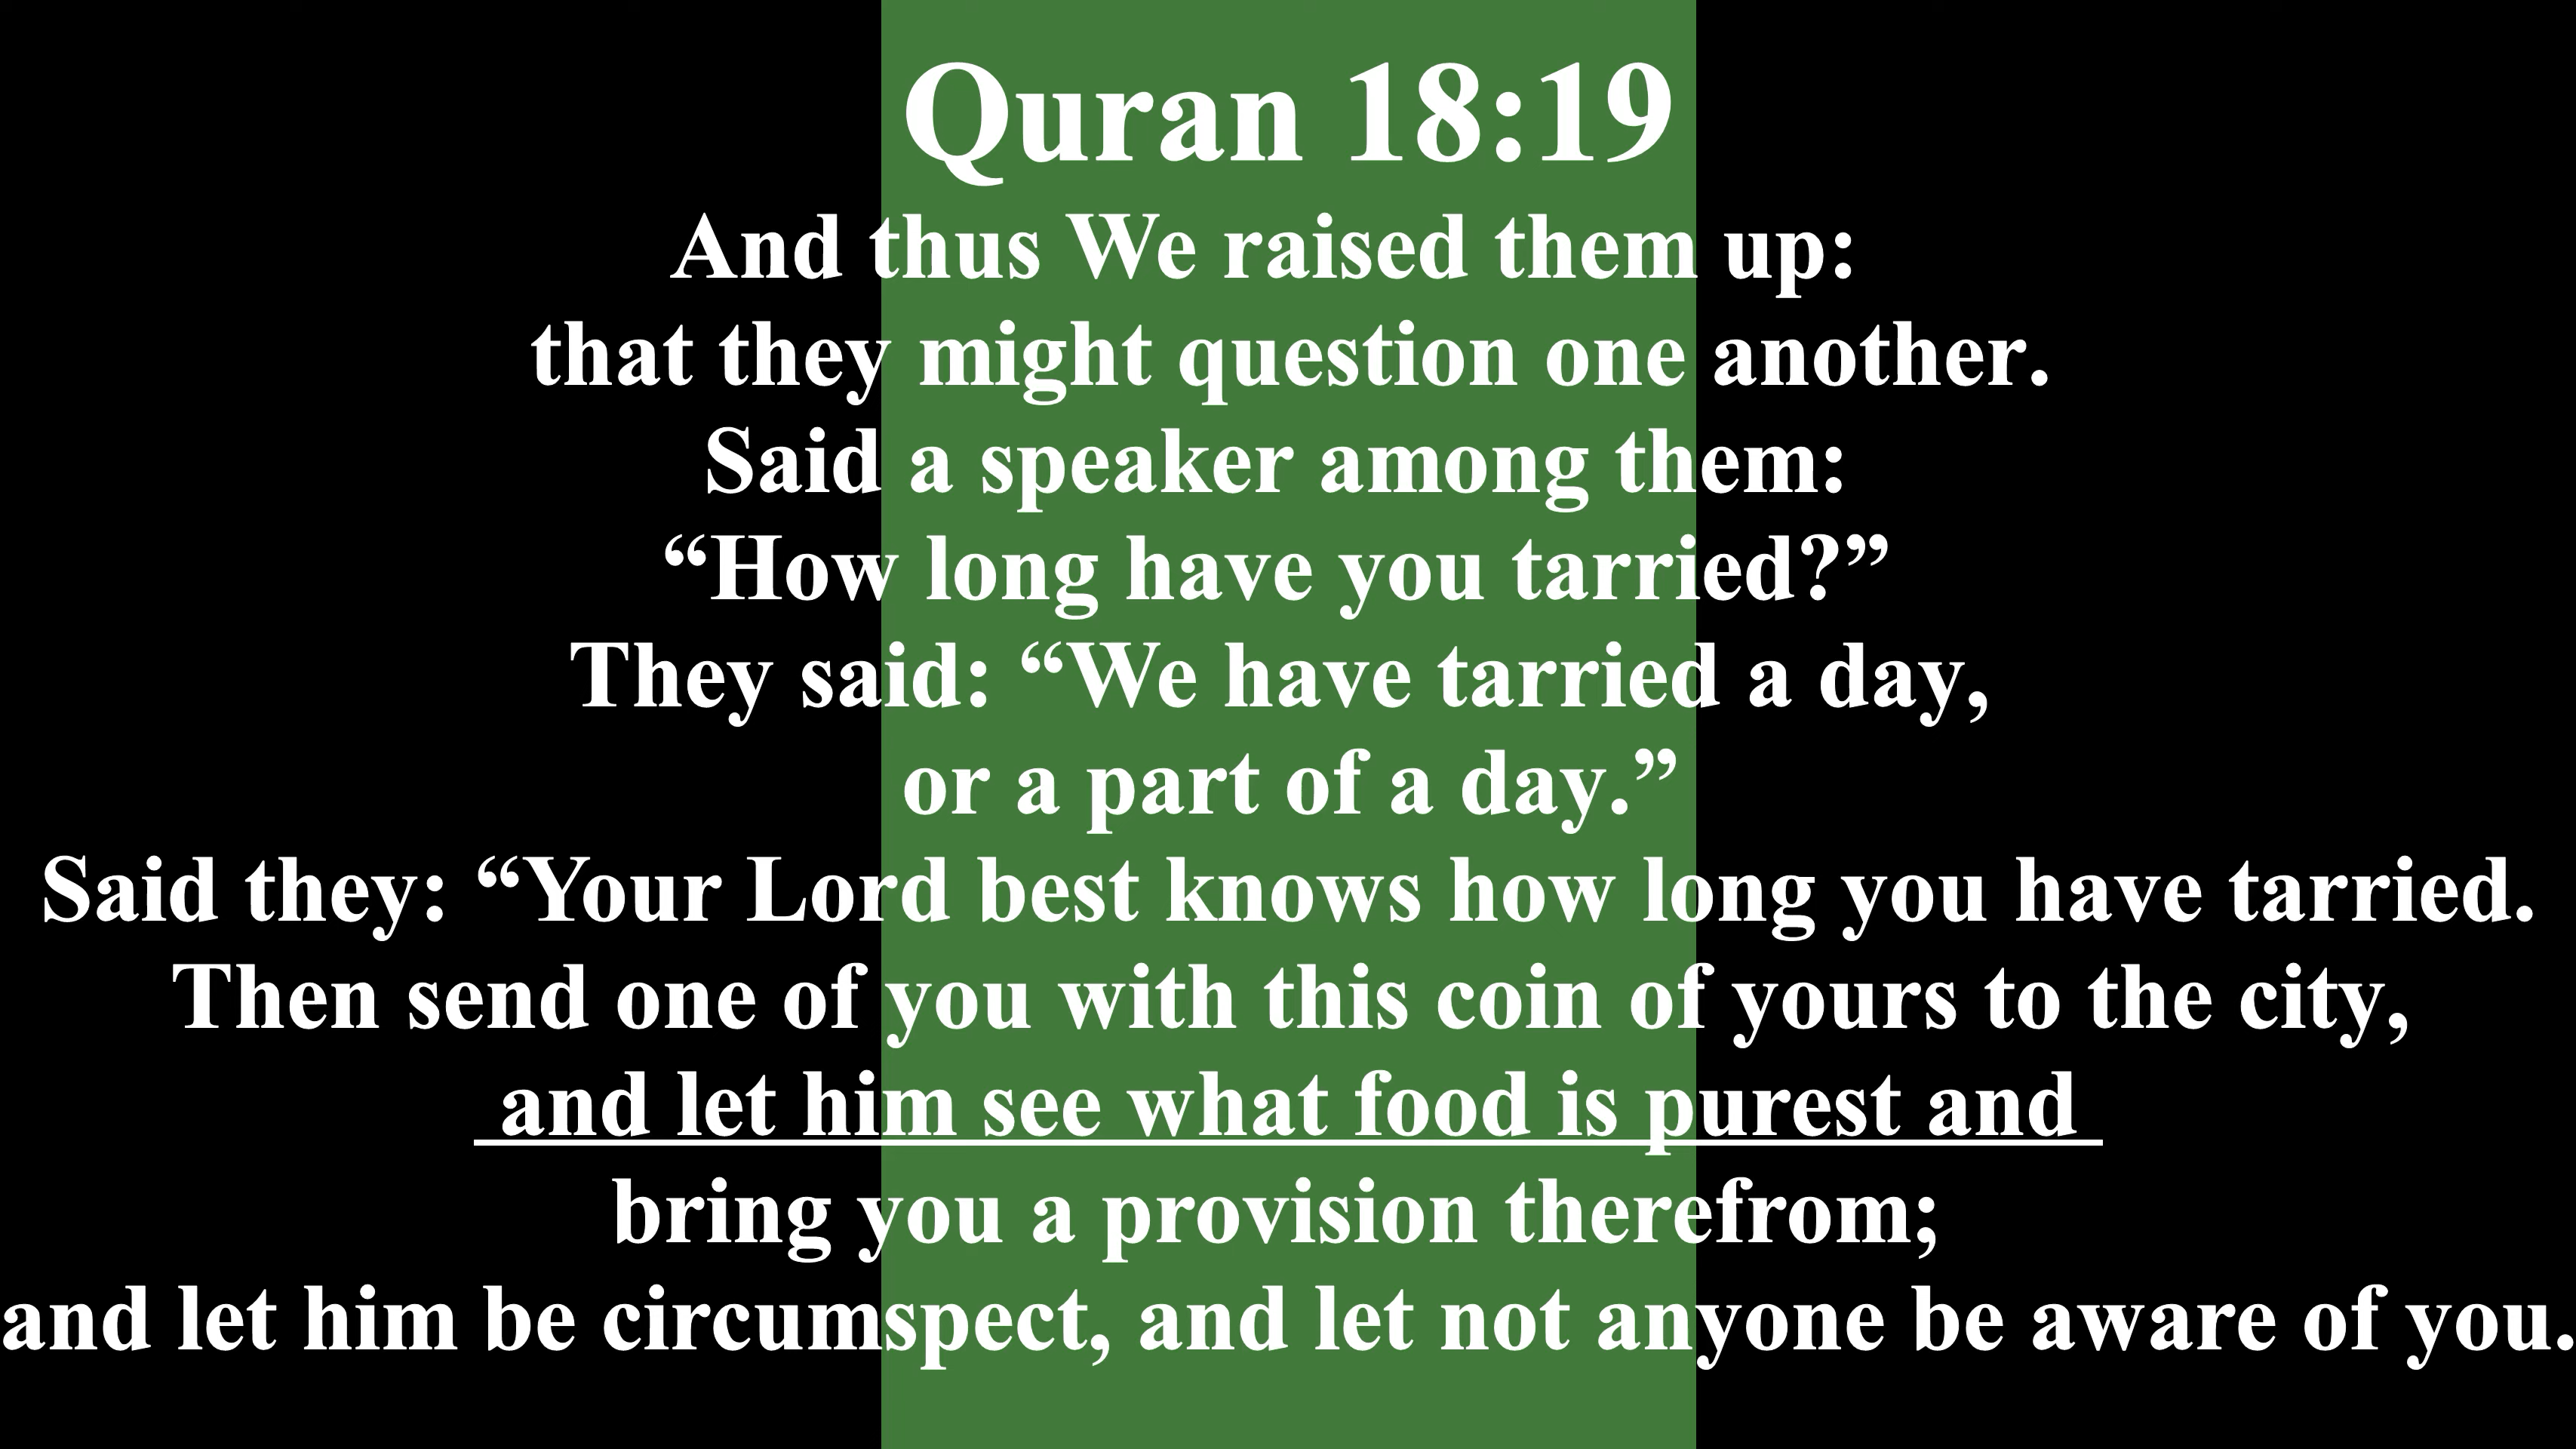 Quran 18:19
And thus We raised them up:
that they might question one another.
Said a speaker among them:
“How long have you tarried?”
They said: “We have tarried a day,
or a part of a day.”
Said they: “Your Lord best knows how long you have tarried.
Then send one of you with this coin of yours to the city,
and let him see what food is purest and
bring you a provision therefrom;
and let him be circumspect, and let not anyone be aware of you.